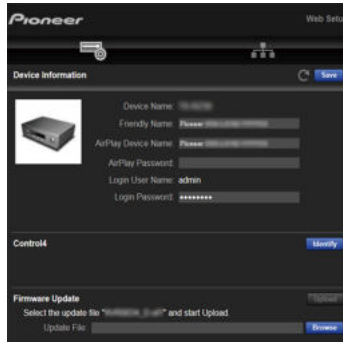 Pioneer
Web Setu
Device Information
Save
Device Name:
Friendly Name: Pioneer
AirPlay Device Name: Pioneer
AirPlay Password:
Login User Name: admin
Login Password: ••••••••
Control4
Identify
Firmware Update
Upload
Select the update file " " and start Upload.
Update File:
Browse